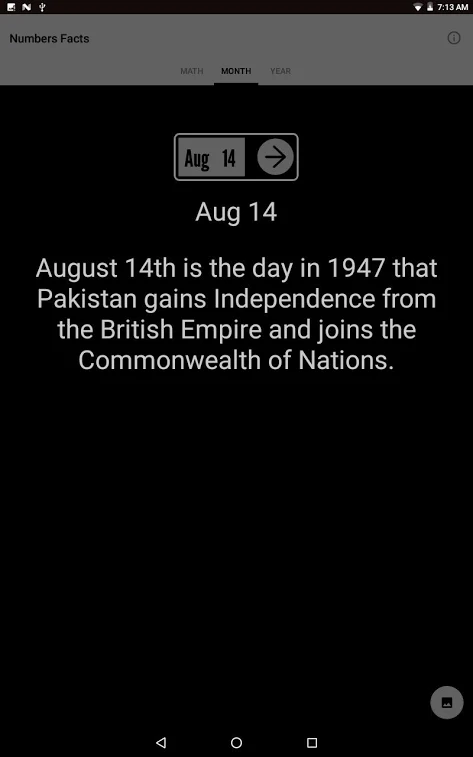 7:13 AM
Numbers Facts
MATH MONTH YEAR
Aug 14
Aug 14
August 14th is the day in 1947 that
Pakistan gains Independence from
the British Empire and joins the
Commonwealth of Nations.